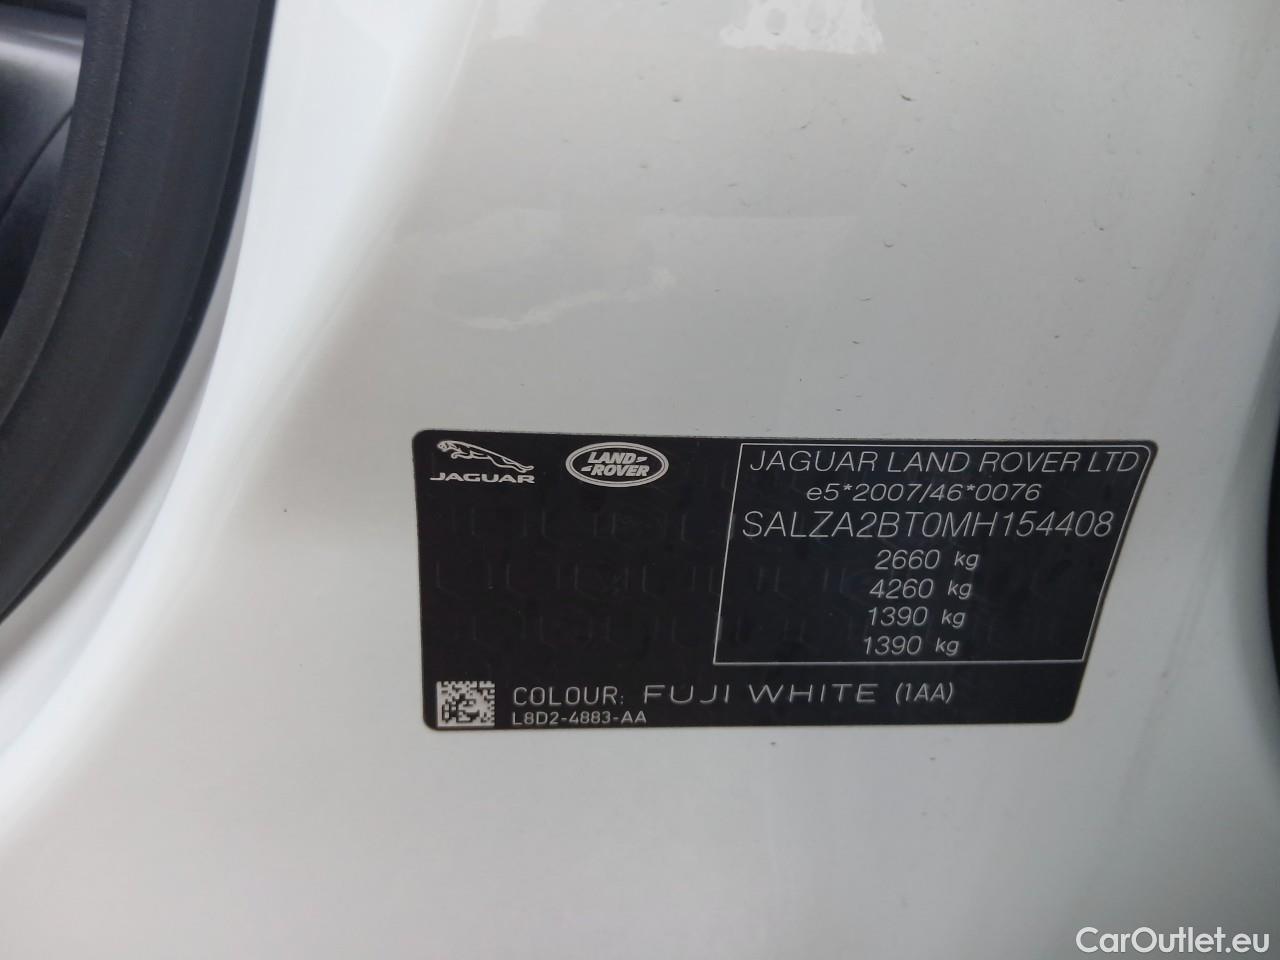 JAGUAR
LAND
ROVER
JAGUAR LAND ROVER LTD
e5*2007/46*0076
SALZA2BT0MH154408
2660 kg
4260 kg
1390 kg
1390 kg
COLOUR: FUJI WHITE (1AA)
L8D2-4883-AA
CarOutlet.eu